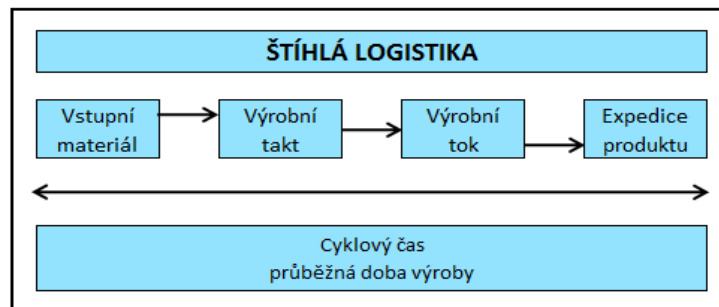 ŠTÍHLÁ LOGISTIKA
Vstupní
materiál
Výrobní
takt
Výrobní
tok
Expedice
produktu
Cyklový čas
průběžná doba výroby